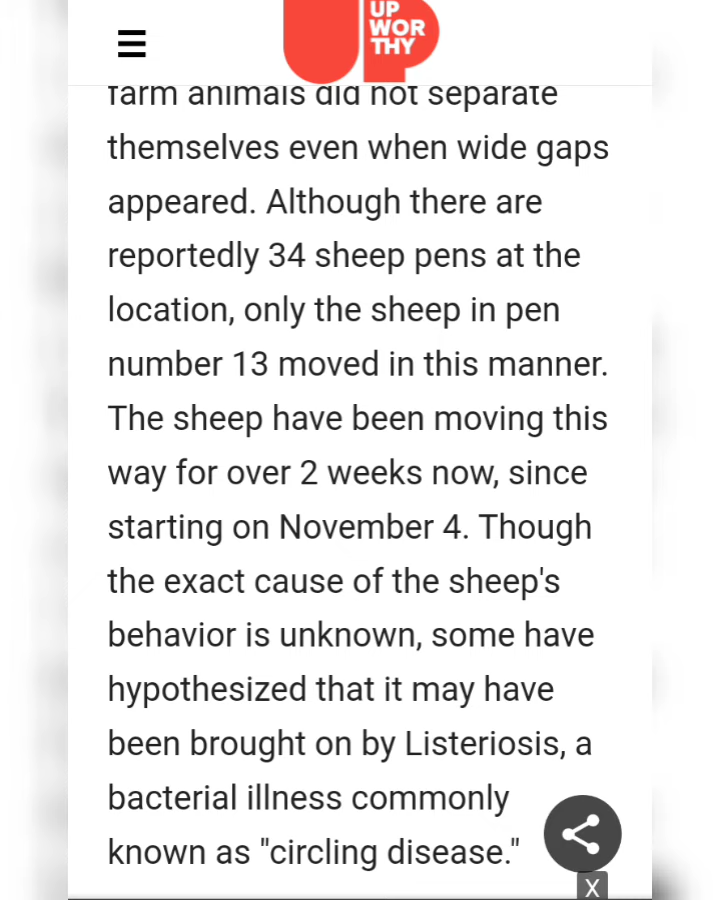 UP
WOR
THY
farm animals did not separate
themselves even when wide gaps
appeared. Although there are
reportedly 34 sheep pens at the
location, only the sheep in pen
number 13 moved in this manner.
The sheep have been moving this
way for over 2 weeks now, since
starting on November 4. Though
the exact cause of the sheep's
behavior is unknown, some have
hypothesized that it may have
been brought on by Listeriosis, a
bacterial illness commonly
known as "circling disease."
X